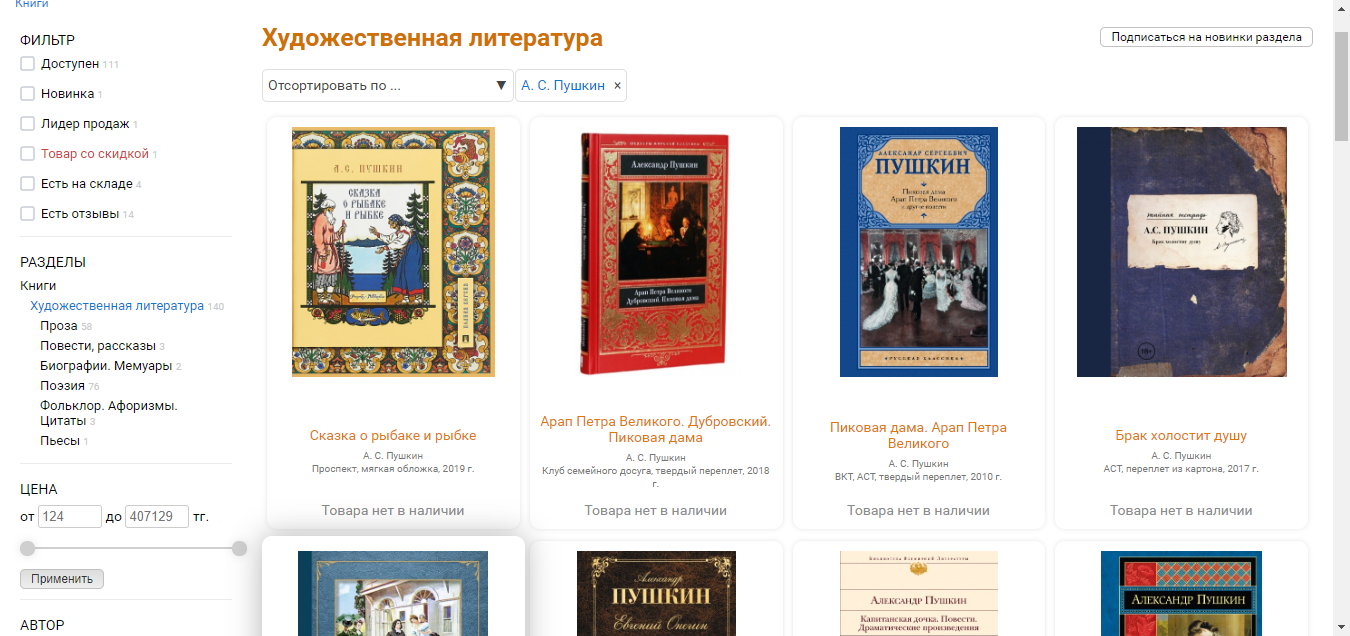 Книги
ФИЛЬТР
Доступен 111
Новинка 1
Лидер продаж 1
Товар со скидкой 1
Есть на складе 4
Есть отзывы 14
РАЗДЕЛЫ
Книги
Художественная литература 140
Проза 58
Повести, рассказы 3
Биографии. Мемуары 2
Поэзия 76
Фольклор. Афоризмы.
Цитаты 3
Пьесы 1
ЦЕНА
от 124 до 407129 тг.
Применить
АВТОР
Художественная литература
Подписаться на новинки раздела
Отсортировать по ... ▼
А. С. Пушкин ×
А.С. ПУШКИН
СКАЗКА
О РЫБАКЕ
И РЫБКЕ
Сказка о рыбаке и рыбке
А. С. Пушкин
Проспект, мягкая обложка, 2019 г.
Товара нет в наличии
Александр Пушкин
Арап Петра Великого
Дубровский. Пиковая дама
Арап Петра Великого. Дубровский.
Пиковая дама
А. С. Пушкин
Клуб семейного досуга, твердый переплет, 2018
г.
Товара нет в наличии
АЛЕКСАНДР СЕРГЕЕВИЧ
ПУШКИН
Пиковая дама
Арап Петра Великого
и другие повести
РУССКАЯ КЛАССИКА
Пиковая дама. Арап Петра
Великого
А. С. Пушкин
ВКТ, АСТ, твердый переплет, 2010 г.
Товара нет в наличии
тайная тетрадь
А.С. ПУШКИН
Брак холостит душу
16+
Брак холостит душу
А. С. Пушкин
АСТ, переплет из картона, 2017 г.
Товара нет в наличии
Александр
ПУШКИН
Евгений Онегин
Библиотека Всемирной Литературы
АЛЕКСАНДР ПУШКИН
Капитанская дочка. Повести.
Драматические произведения
АЛЕКСАНДР ПУШКИН